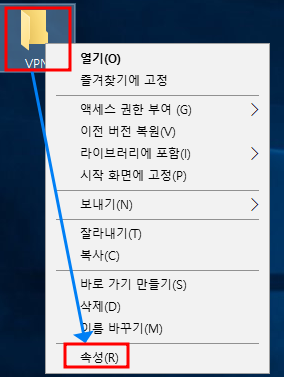 VPN
열기(O)
즐겨찾기에 고정
액세스 권한 부여 (G)
이전 버전 복원(V)
라이브러리에 포함(I)
시작 화면에 고정(P)
보내기(N)
잘라내기(T)
복사(C)
바로 가기 만들기(S)
삭제(D)
이름 바꾸기(M)
속성(R)